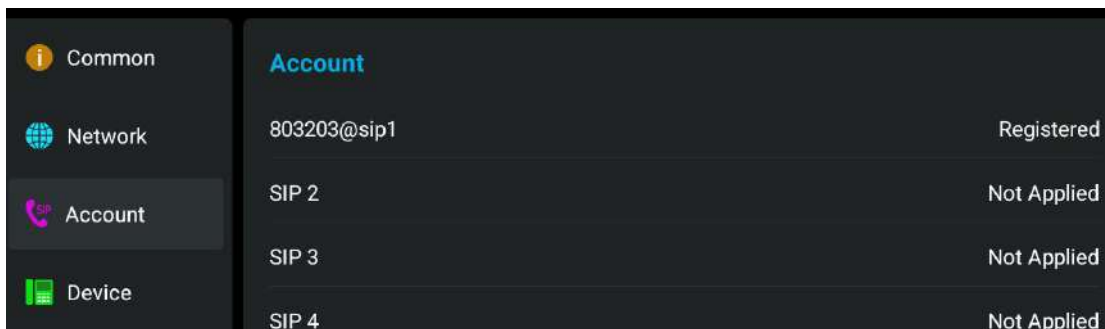 Common
Network
SIP
Account
Device
Account
803203@sip1 Registered
SIP 2 Not Applied
SIP 3 Not Applied
SIP 4 Not Applied